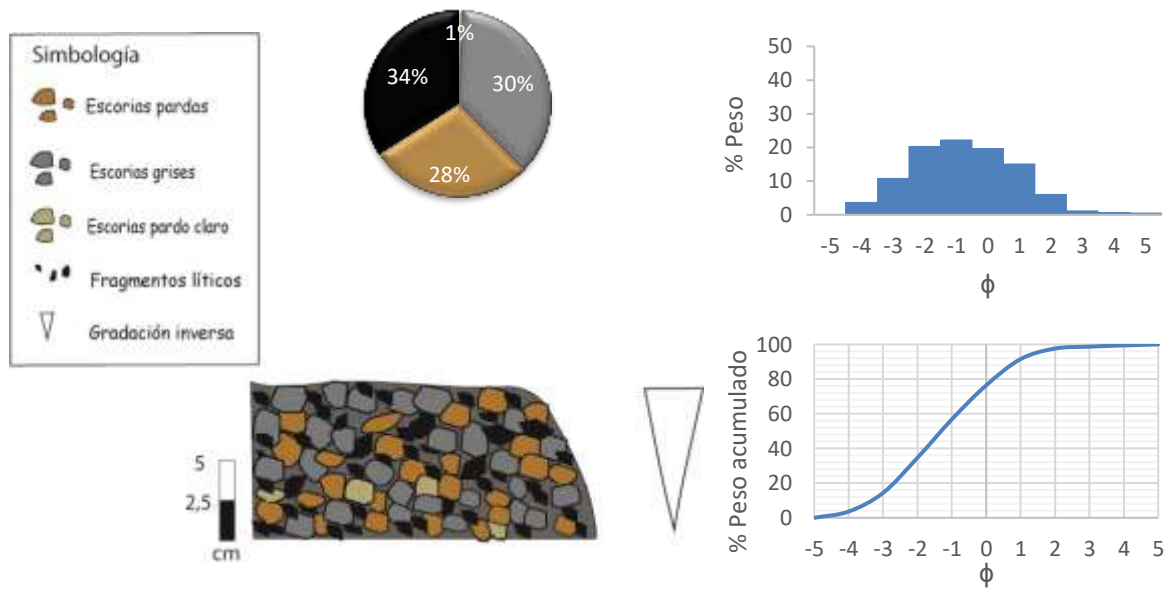 Simbología
Escorias pardas
Escorias grises
Escorias pardo claro
Fragmentos líticos
Gradación inversa
1%
34%
30%
28%
% Peso
50
40
30
20
10
0
-5 -4 -3 -2 -1 0 1 2 3 4 5
ϕ
5
2,5
cm
% Peso acumulado
100
80
60
40
20
0
-5 -4 -3 -2 -1 0 1 2 3 4 5
ϕ